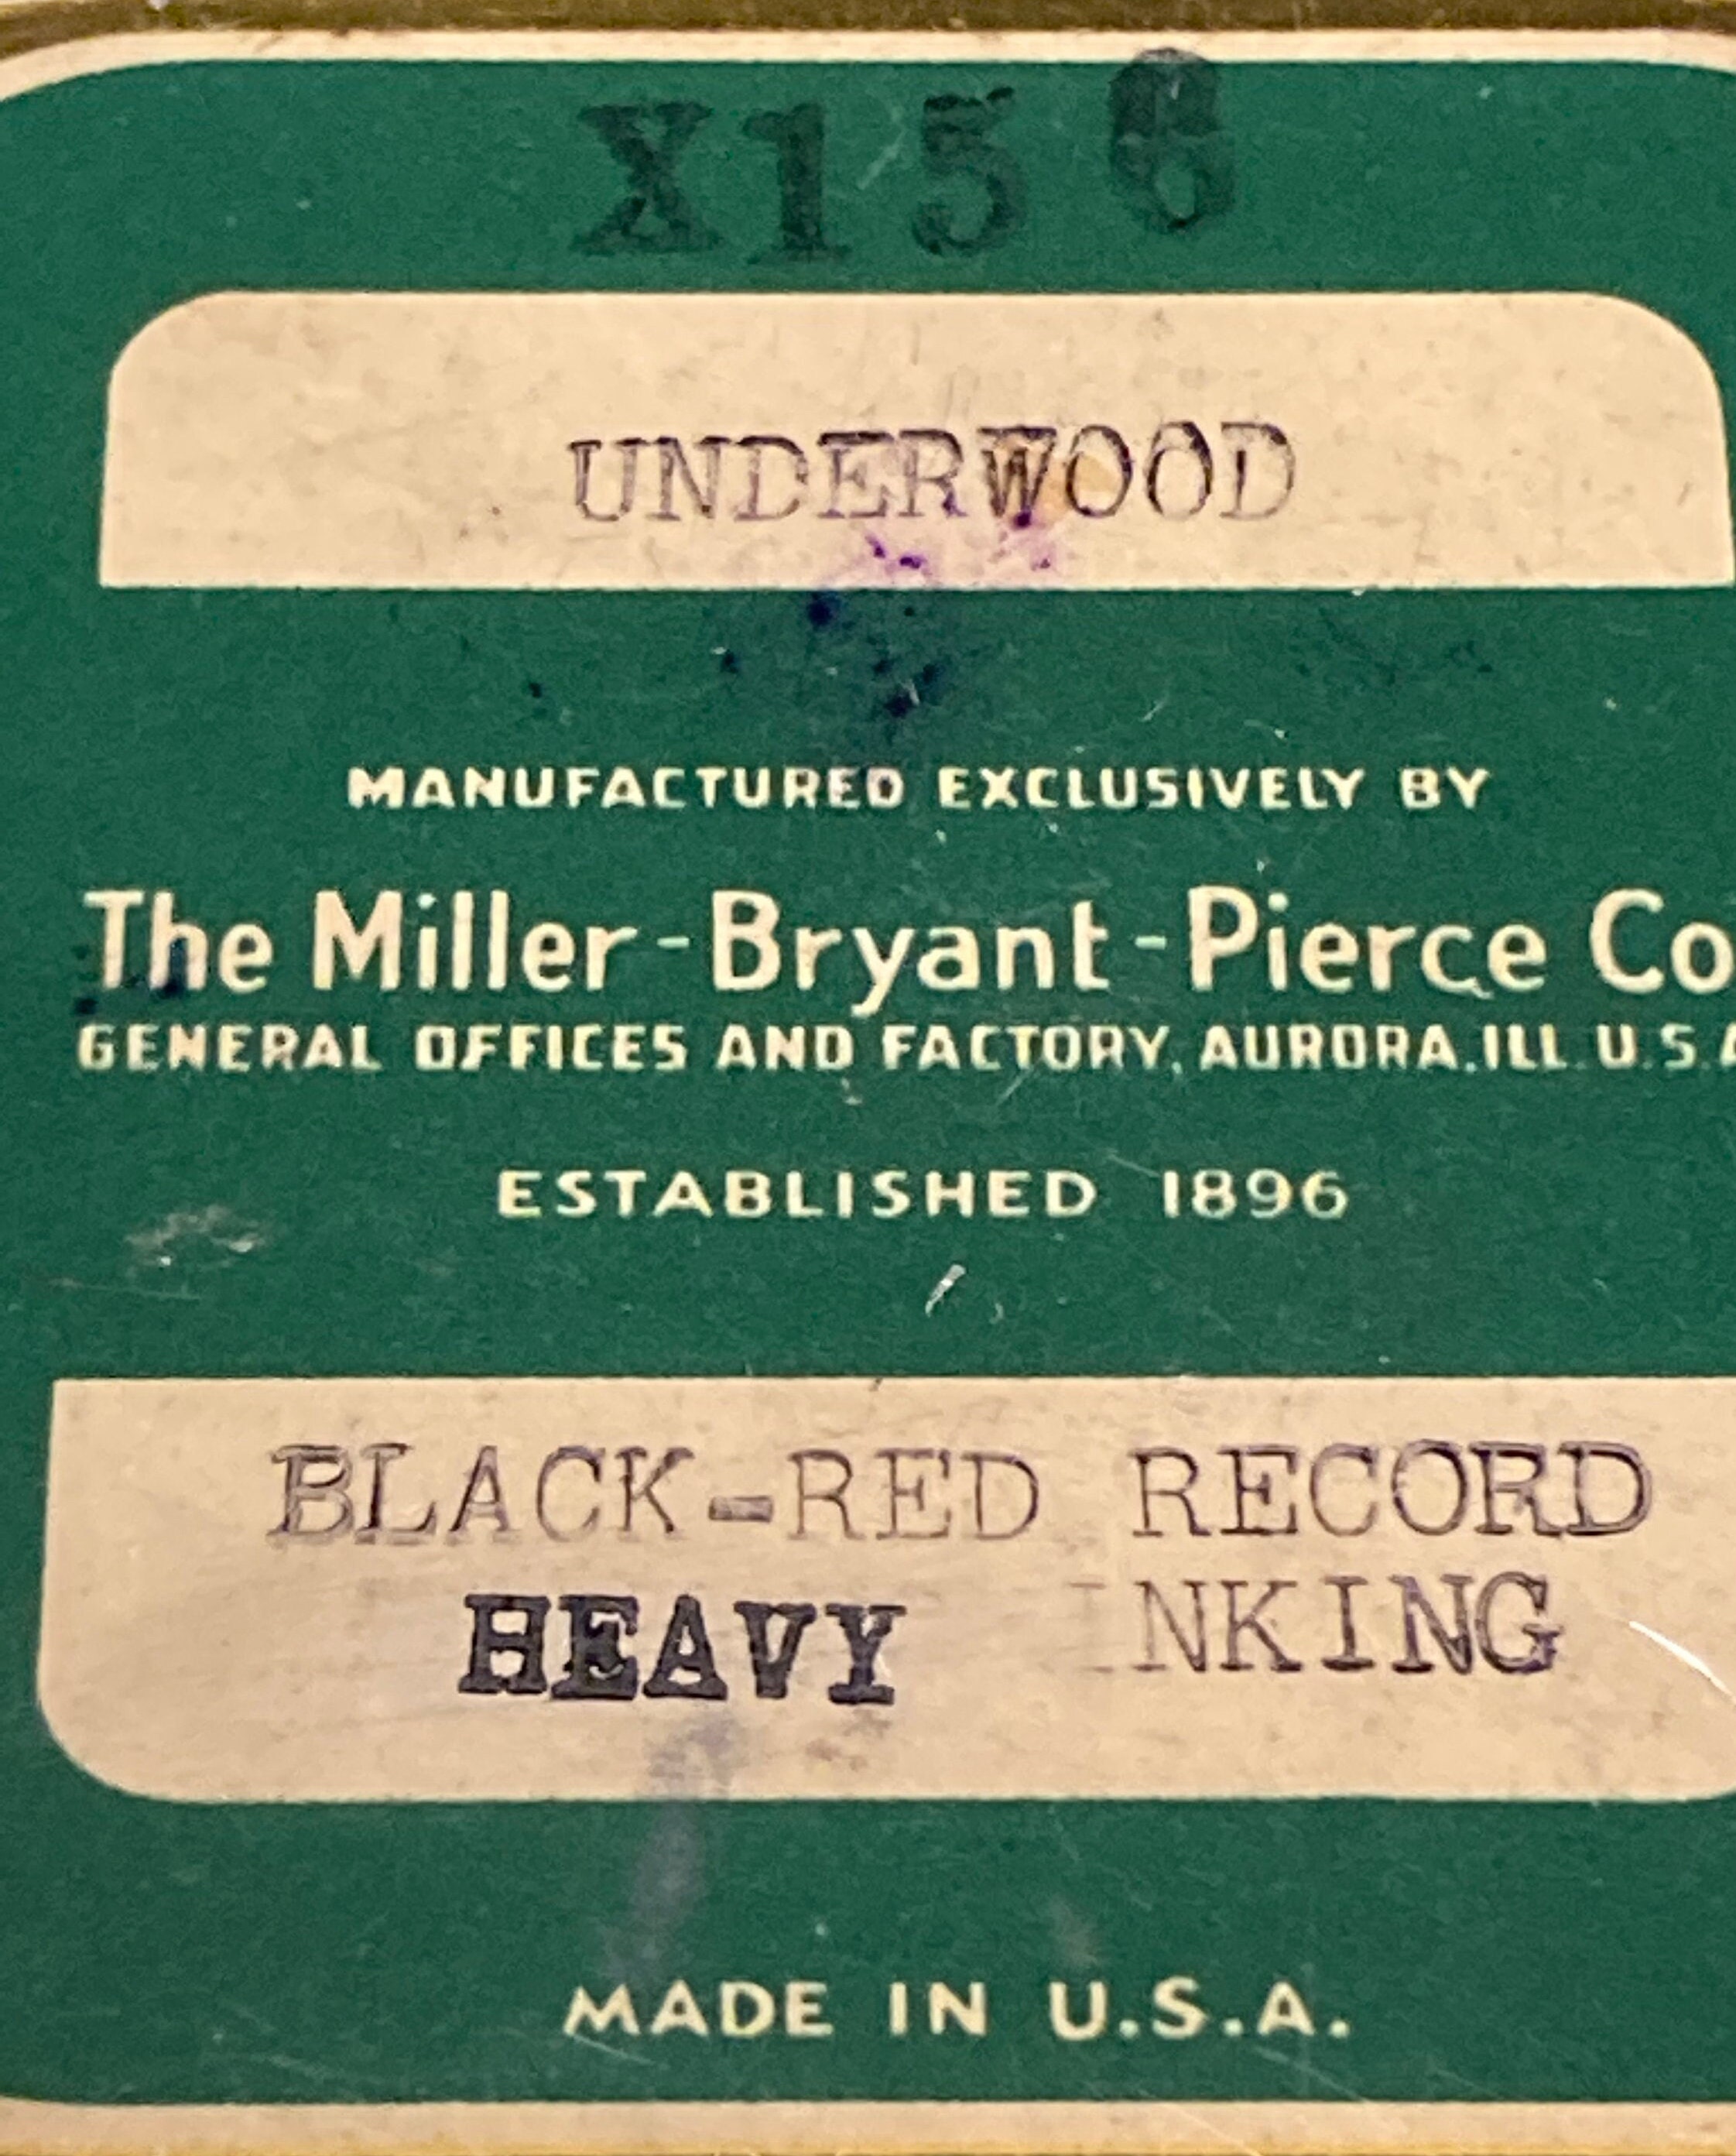 X156
UNDERWOOD
MANUFACTURED EXCLUSIVELY BY
The Miller-Bryant-Pierce Co
GENERAL OFFICES AND FACTORY, AURORA, ILL. U.S.A
ESTABLISHED 1896
BLACK-RED RECORD
HEAVY INKING
MADE IN U.S.A.